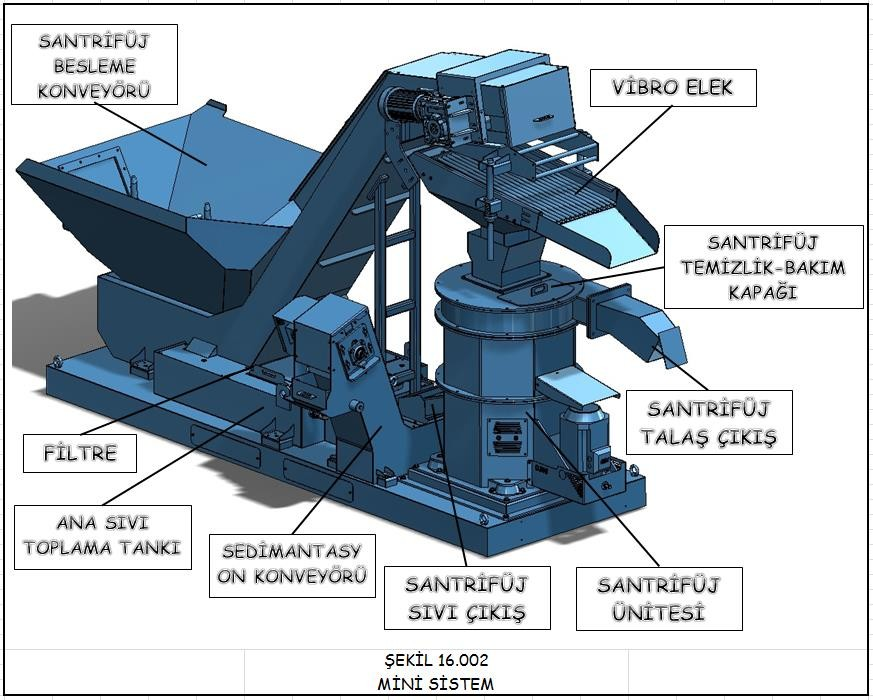 SANTRİFÜJ
BESLEME
KONVEYÖRÜ
VİBRO ELEK
SANTRİFÜJ
TEMİZLİK-BAKIM
KAPAĞI
SANTRİFÜJ
TALAŞ ÇIKIŞ
FİLTRE
ANA SIVI
TOPLAMA TANKI
SEDİMANTASY
ON KONVEYÖRÜ
SANTRİFÜJ
SIVI ÇIKIŞ
SANTRİFÜJ
ÜNİTESİ
ŞEKİL 16.002
MİNİ SİSTEM